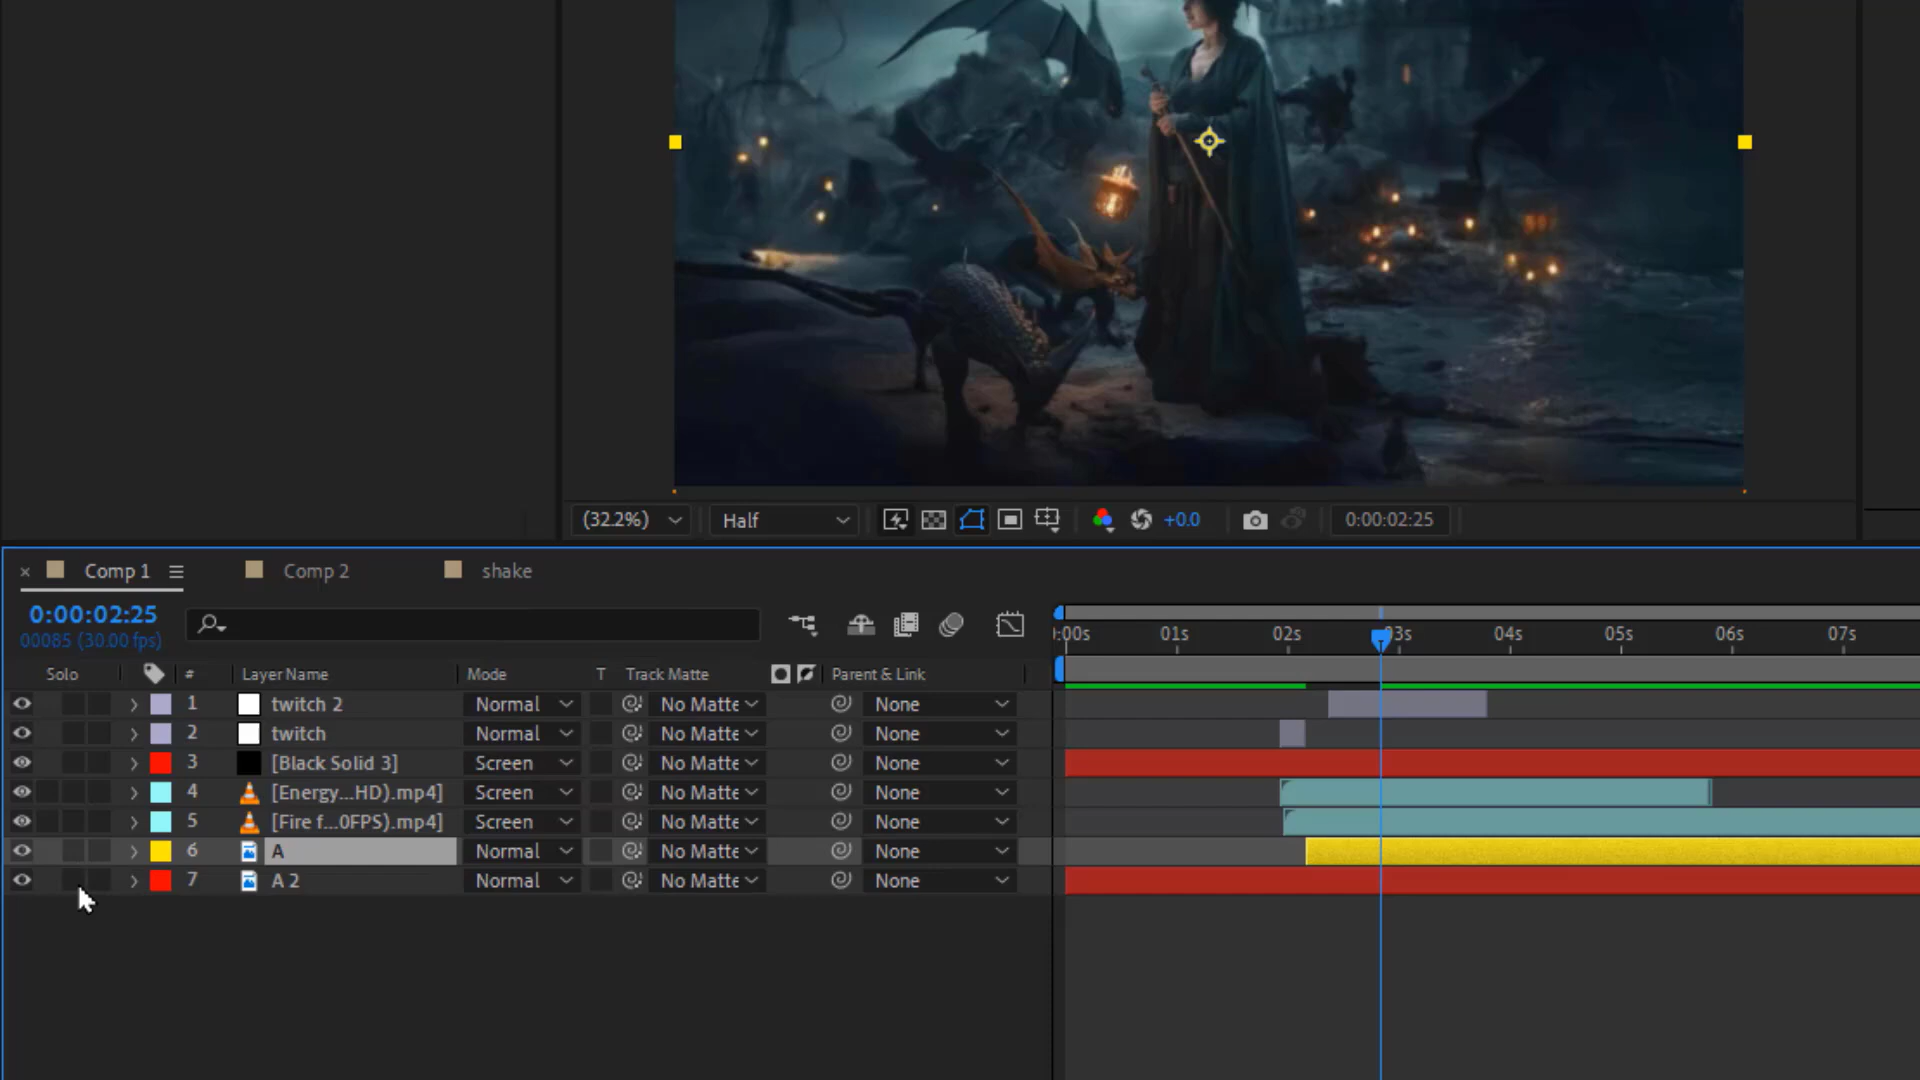 (32.2%) Half +0.0 0:00:02:25
Comp 1 Comp 2 shake
0:00:02:25
00085 (30.00 fps)
:00s 01s 02s 03s 04s 05s 06s 07s
Solo # Layer Name Mode T Track Matte Parent & Link
1 twitch 2 Normal No Matte None
2 twitch Normal No Matte None
3 [Black Solid 3] Screen No Matte None
4 [Energy...HD).mp4] Screen No Matte None
5 [Fire f...0FPS).mp4] Screen No Matte None
6 A Normal No Matte None
7 A 2 Normal No Matte None